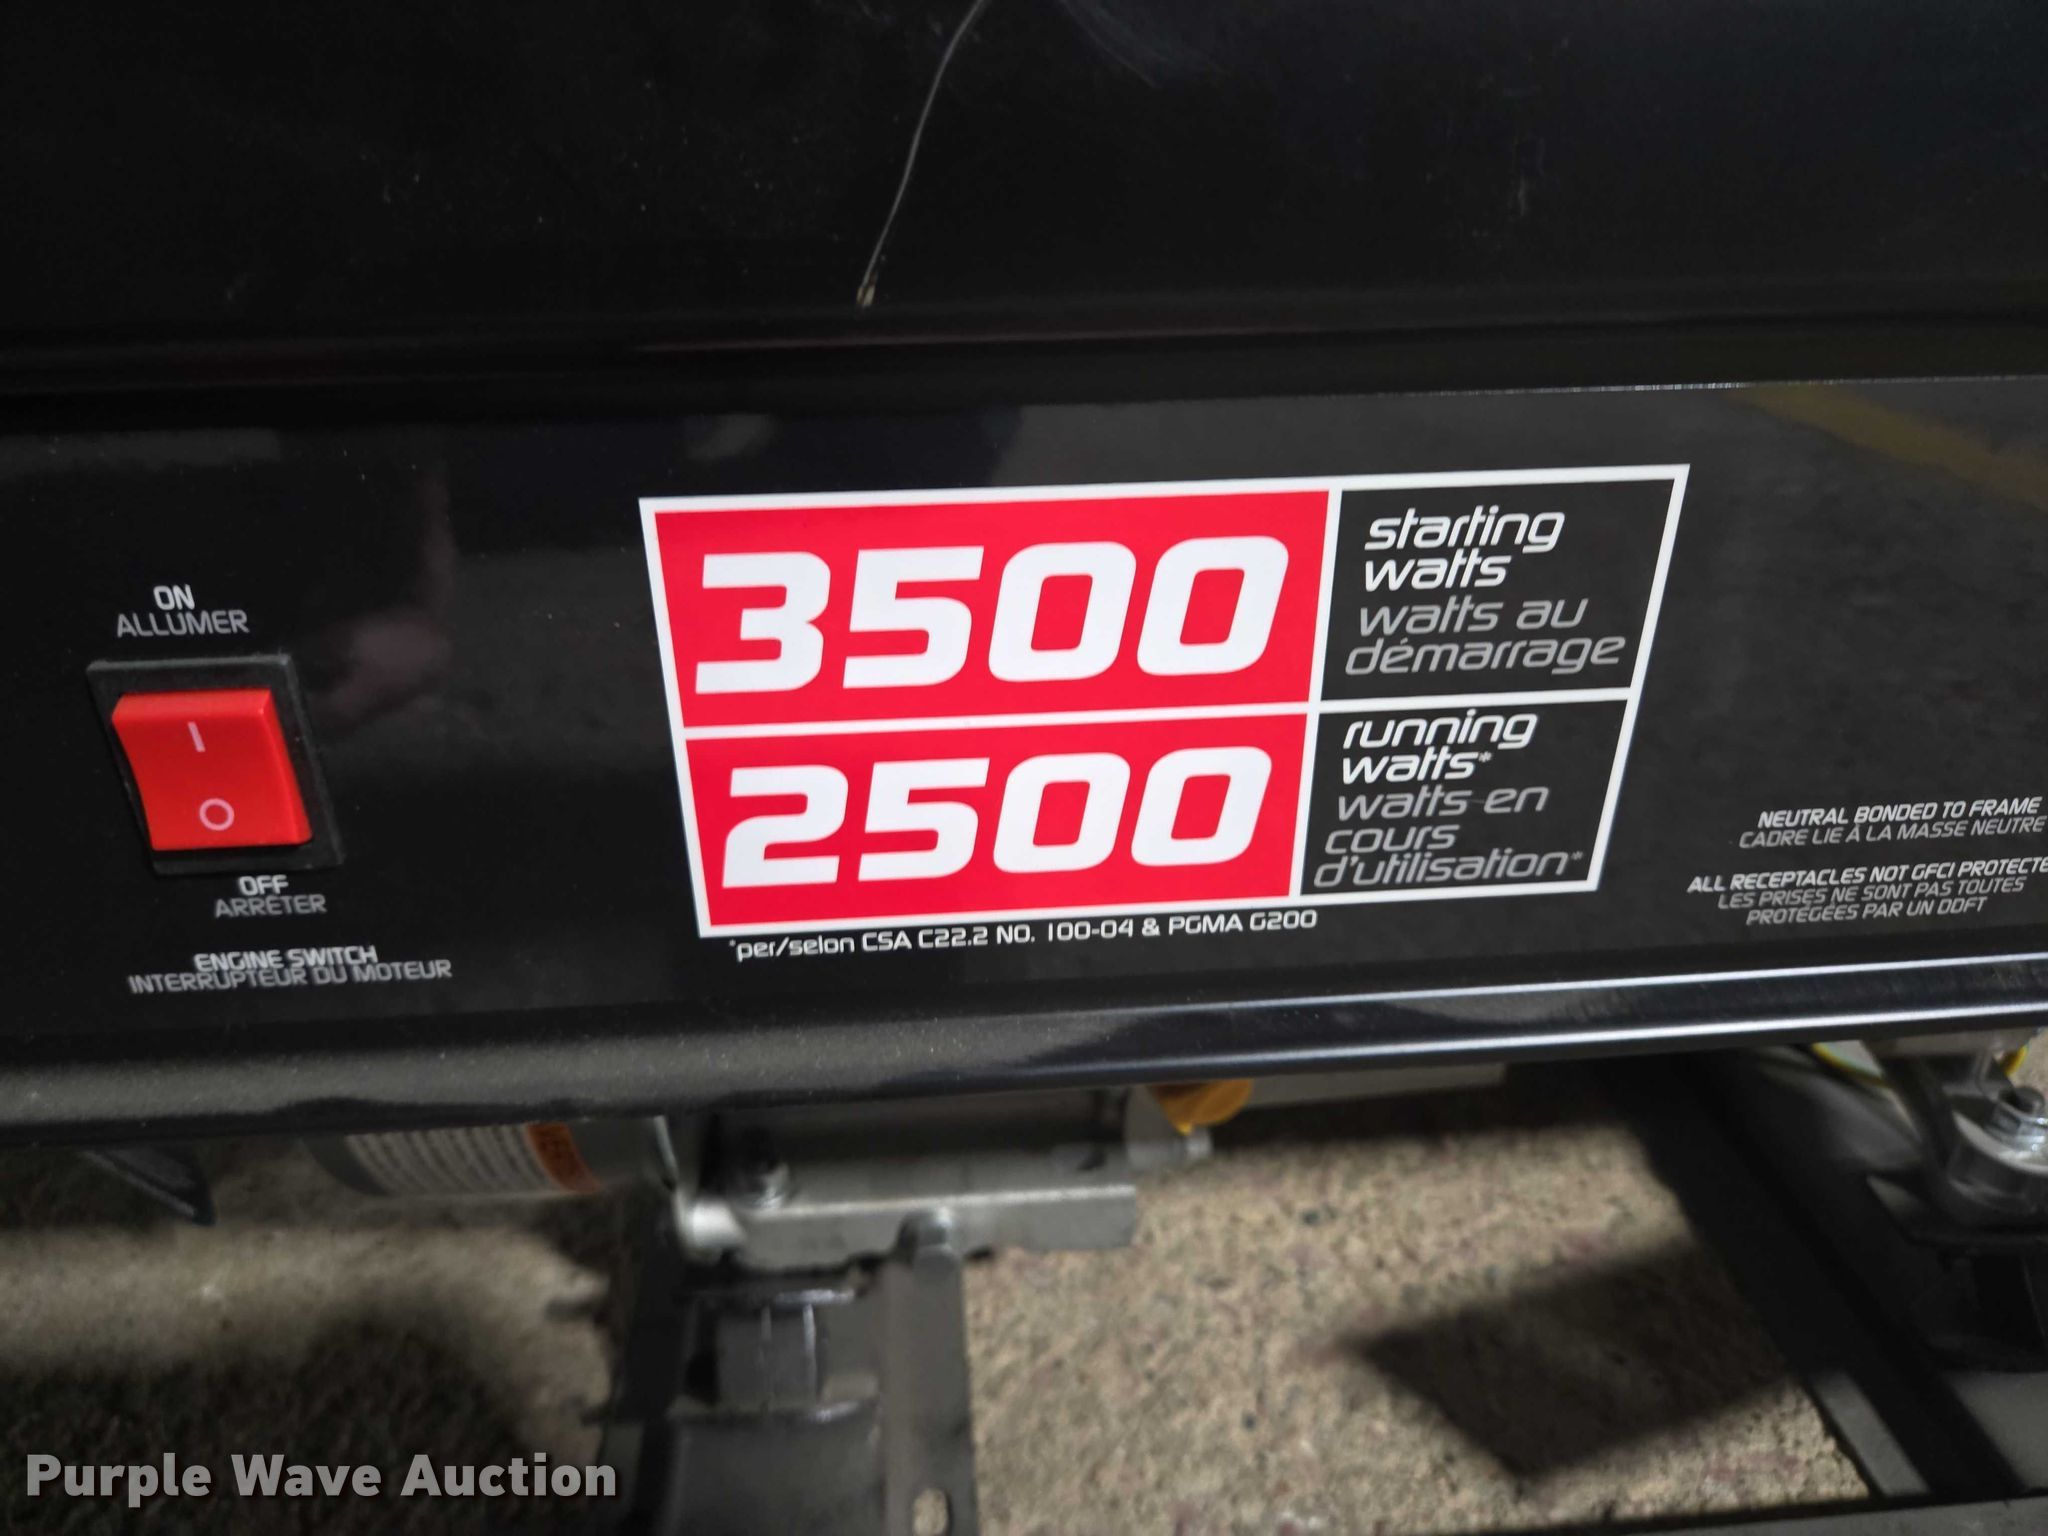 ON
ALLUMER
I
O
OFF
ARRÊTER
ENGINE SWITCH
INTERRUPTEUR DU MOTEUR
3500
starting
watts
watts au
démarrage
2500
running
watts*
watts en
cours
d'utilisation*
*per/selon CSA C22.2 NO. 100-04 & PGMA G200
NEUTRAL BONDED TO FRAME
CADRE LIE À LA MASSE NEUTRE
ALL RECEPTACLES NOT GFCI PROTECTE
LES PRISES NE SONT PAS TOUTES
PROTÉGÉES PAR UN DDFT
Purple Wave Auction